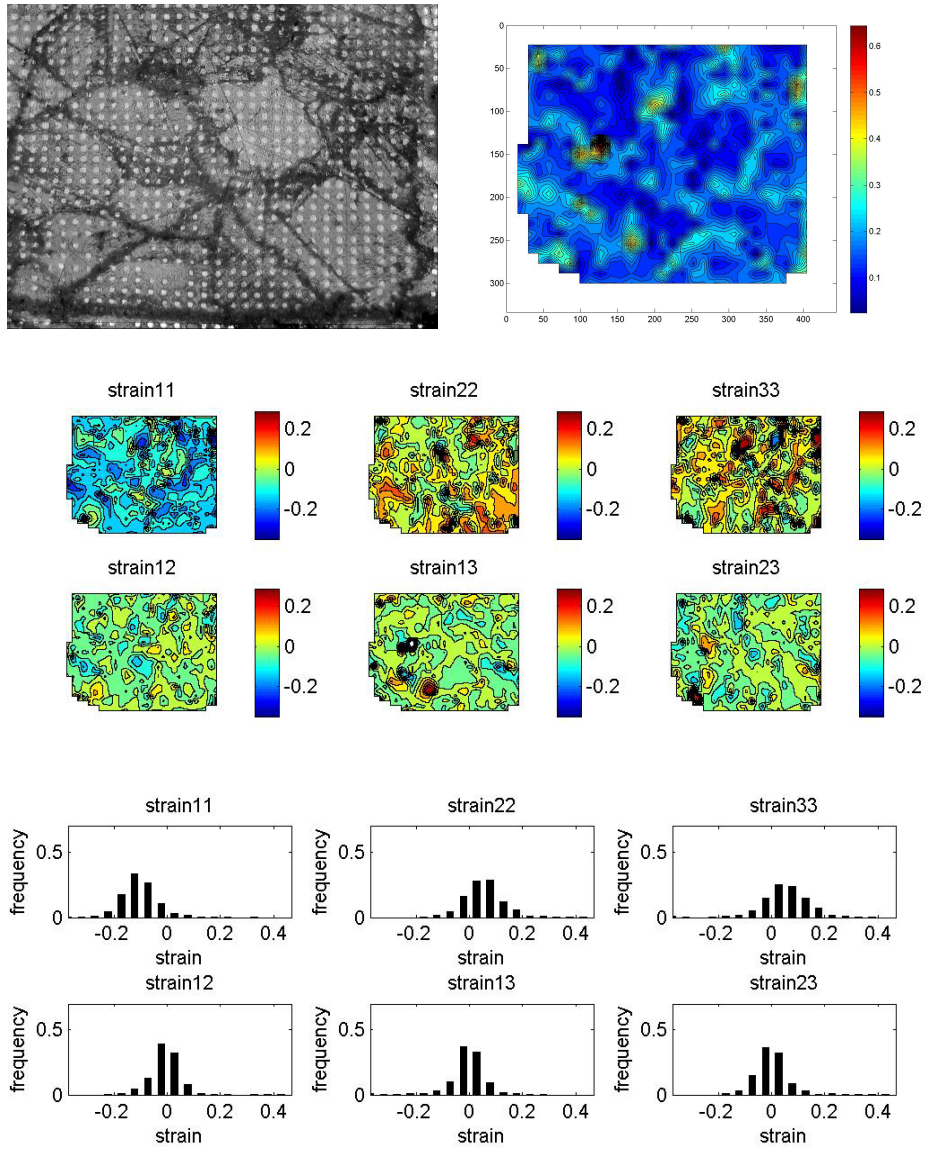 0
50
100
150
200
250
300
0 50 100 150 200 250 300 350 400
0.6
0.5
0.4
0.3
0.2
0.1
strain11 strain22 strain33
0.2 0.2 0.2
0 0 0
-0.2 -0.2 -0.2
strain12 strain13 strain23
0.2 0.2 0.2
0 0 0
-0.2 -0.2 -0.2
strain11 strain22 strain33
frequency frequency frequency
0.5 0.5 0.5
0 0 0
-0.2 0 0.2 0.4 -0.2 0 0.2 0.4 -0.2 0 0.2 0.4
strain strain strain
strain12 strain13 strain23
frequency frequency frequency
0.5 0.5 0.5
0 0 0
-0.2 0 0.2 0.4 -0.2 0 0.2 0.4 -0.2 0 0.2 0.4
strain strain strain